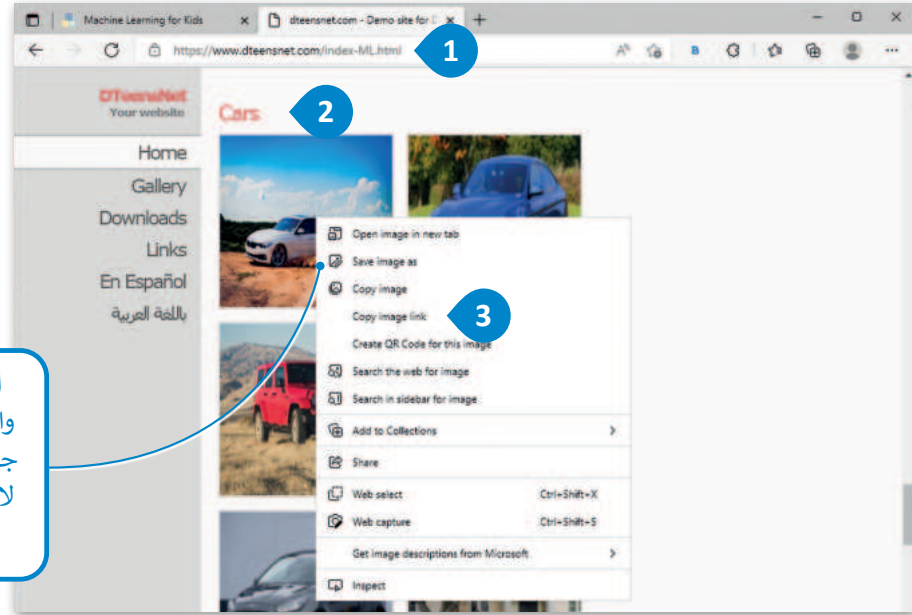 Machine Learning for Kids
dteensnet.com - Demo site for
https://www.dteensnet.com/index-ML.html
1
DTeensNet
Your website
Home
Gallery
Downloads
Links
En Español
باللغة العربية
Cars
2
Open image in new tab
Save image as
Copy image
Copy image link
3
Create QR Code for this image
Search the web for image
Search in sidebar for image
Add to Collections
Share
Web select Ctrl+Shift+X
Web capture Ctrl+Shift+S
Get image descriptions from Microsoft
Inspect